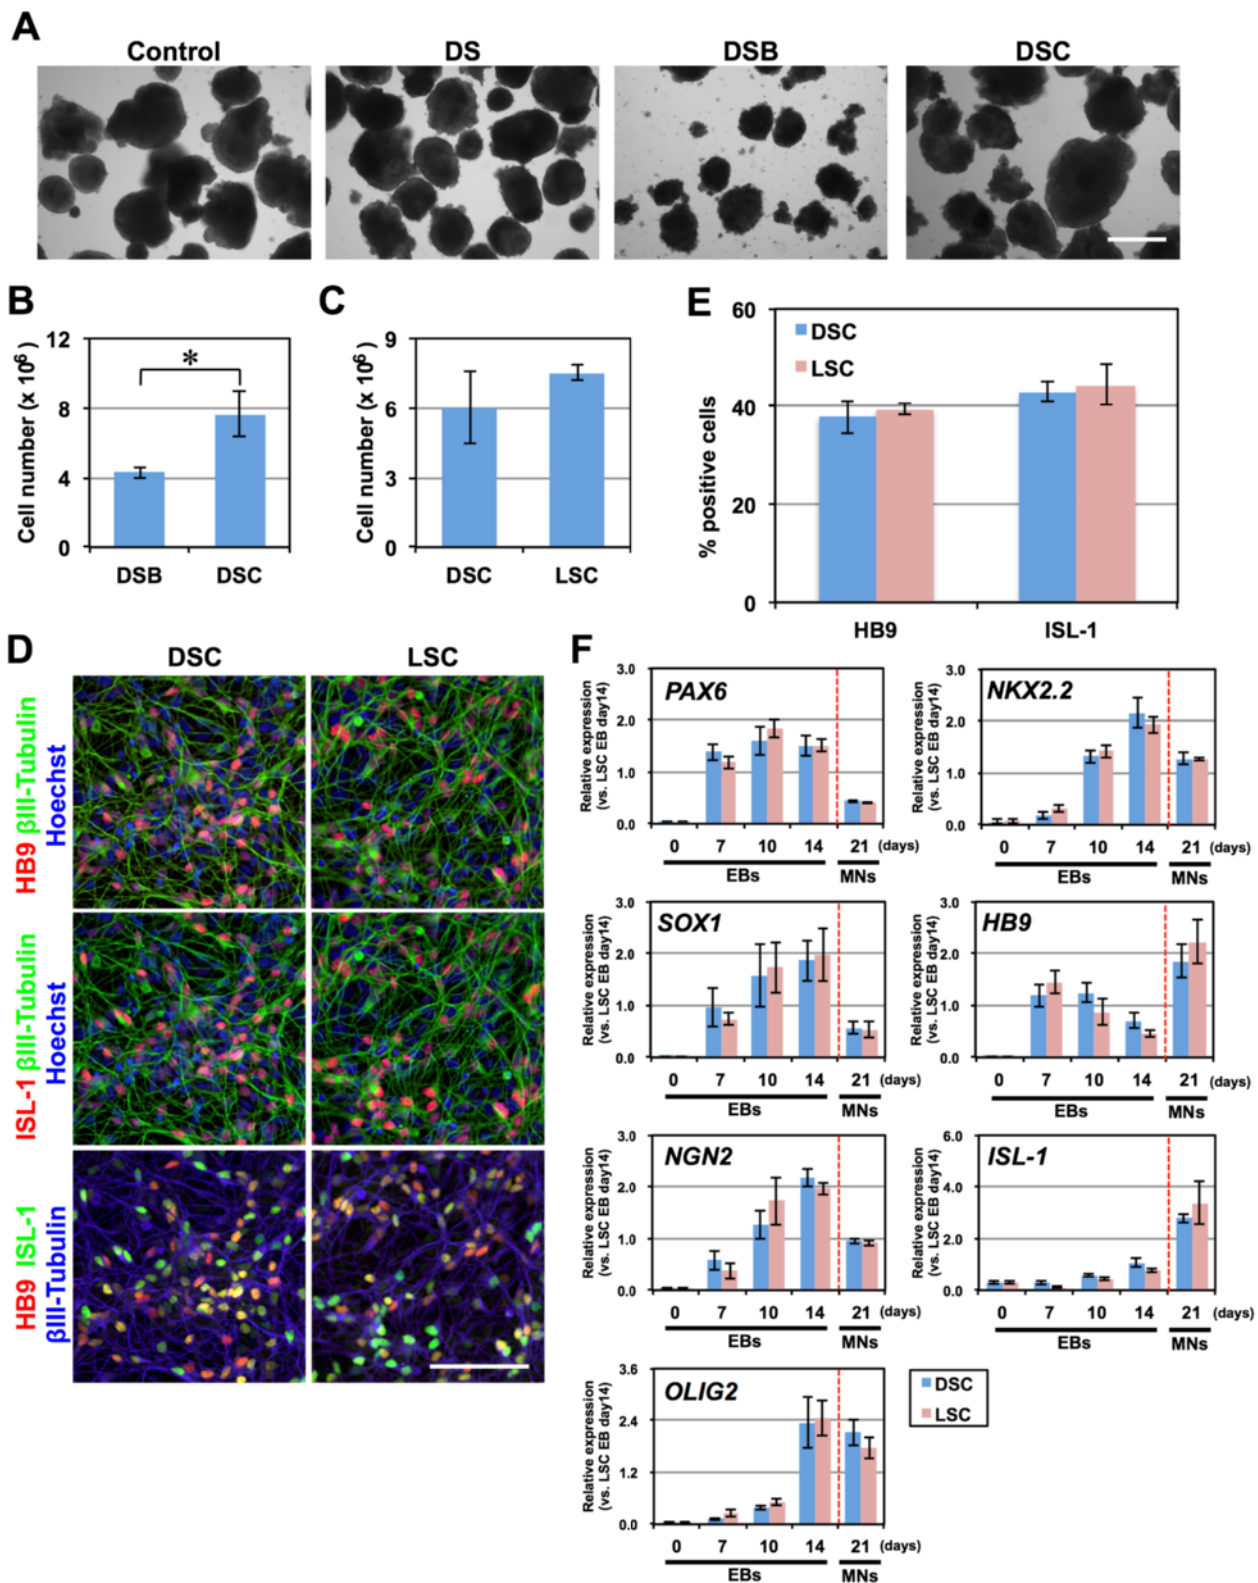 A
Control
DS
DSB
DSC
B
Cell number (x 10⁶)
12
8
4
0
*
DSB
DSC
C
Cell number (x 10⁶)
9
6
3
0
DSC
LSC
E
% positive cells
60
40
20
0
DSC
LSC
HB9
ISL-1
D
DSC
LSC
HB9 βIII-Tubulin
Hoechst
ISL-1 βIII-Tubulin
Hoechst
HB9 ISL-1
βIII-Tubulin
F
Relative expression
(vs. LSC EB day14)
3.0
2.0
1.0
0.0
PAX6
0 7 10 14 21 (days)
EBs MNs
Relative expression
(vs. LSC EB day14)
3.0
2.0
1.0
0.0
NKX2.2
0 7 10 14 21 (days)
EBs MNs
Relative expression
(vs. LSC EB day14)
3.0
2.0
1.0
0.0
SOX1
0 7 10 14 21 (days)
EBs MNs
Relative expression
(vs. LSC EB day14)
3.0
2.0
1.0
0.0
HB9
0 7 10 14 21 (days)
EBs MNs
Relative expression
(vs. LSC EB day14)
3.0
2.0
1.0
0.0
NGN2
0 7 10 14 21 (days)
EBs MNs
Relative expression
(vs. LSC EB day14)
6.0
4.0
2.0
0.0
ISL-1
0 7 10 14 21 (days)
EBs MNs
Relative expression
(vs. LSC EB day14)
3.6
2.4
1.2
0.0
OLIG2
0 7 10 14 21 (days)
EBs MNs
DSC
LSC